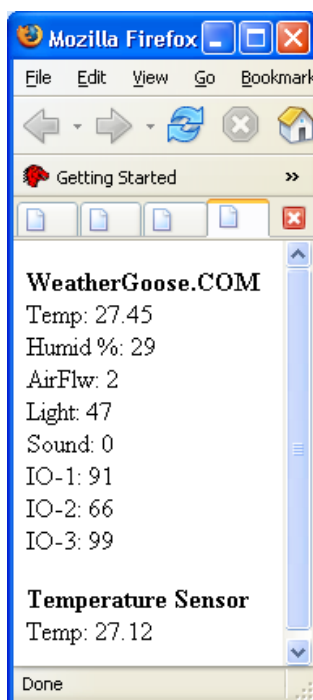 Mozilla Firefox
File Edit View Go Bookmark
Getting Started »
WeatherGoose.COM
Temp: 27.45
Humid %: 29
AirFlw: 2
Light: 47
Sound: 0
IO-1: 91
IO-2: 66
IO-3: 99
Temperature Sensor
Temp: 27.12
Done